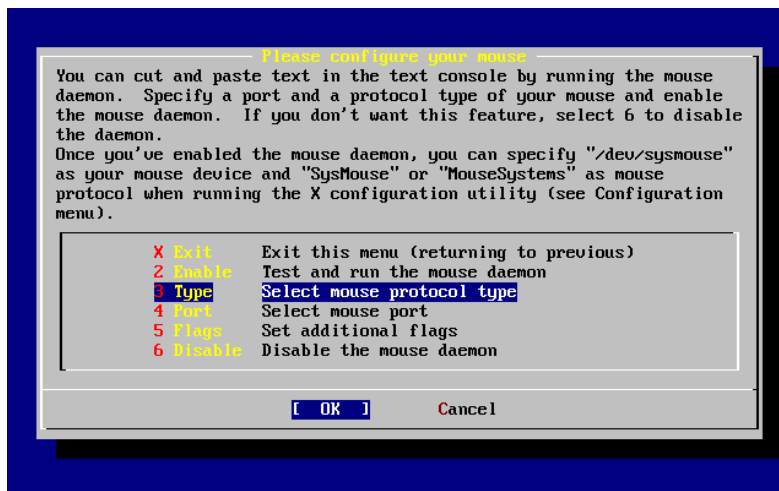 Please configure your mouse
You can cut and paste text in the text console by running the mouse
daemon.  Specify a port and a protocol type of your mouse and enable
the mouse daemon.  If you don't want this feature, select 6 to disable
the daemon.
Once you've enabled the mouse daemon, you can specify "/dev/sysmouse"
as your mouse device and "SysMouse" or "MouseSystems" as mouse
protocol when running the X configuration utility (see Configuration
menu).
X Exit Exit this menu (returning to previous)
2 Enable Test and run the mouse daemon
3 Type Select mouse protocol type
4 Port Select mouse port
5 Flags Set additional flags
6 Disable Disable the mouse daemon
[ OK ] Cancel